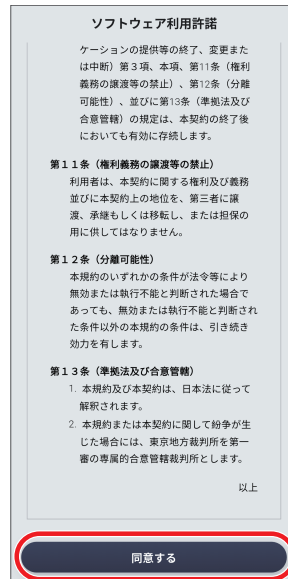 ソフトウェア利用許諾
ケーションの提供等の終了、変更また
は中断）第３項、本項、第11条（権利
義務の譲渡等の禁止）、第12条（分離
可能性）、並びに第13条（準拠法及び
合意管轄）の規定は、本契約の終了後
においても有効に存続します。
第１１条（権利義務の譲渡等の禁止）
利用者は、本契約に関する権利及び義務
並びに本契約上の地位を、第三者に譲
渡、承継もしくは移転し、または担保の
用に供してはなりません。
第１２条（分離可能性）
本規約のいずれかの条件が法令等により
無効または執行不能と判断された場合で
あっても、無効または執行不能と判断され
た条件以外の本規約の条件は、引き続き
効力を有します。
第１３条（準拠法及び合意管轄）
1. 本規約及び本契約は、日本法に従って
解釈されます。
2. 本規約または本契約に関して紛争が生
じた場合には、東京地方裁判所を第一
審の専属的合意管轄裁判所とします。
以上
同意する